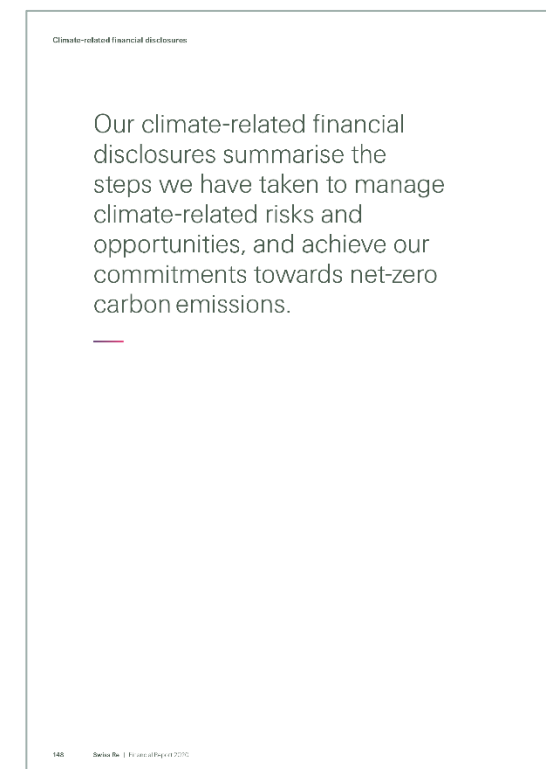 Climate-related financial disclosures
Our climate-related financial
disclosures summarise the
steps we have taken to manage
climate-related risks and
opportunities, and achieve our
commitments towards net-zero
carbon emissions.
148 Swiss Re | Financial Report 2020